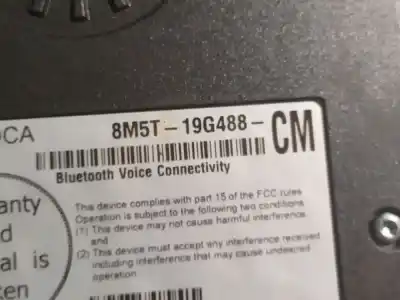 OCA
8M5T-19G488-CM
Bluetooth Voice Connectivity
This device complies with part 15 of the FCC rules
Operation is subject to the following two conditions
(1) This device may not cause harmful interference.
and
(2) This device must accept any interference received
including interference that may cause undesired
operation.
anty
d
al is
ken